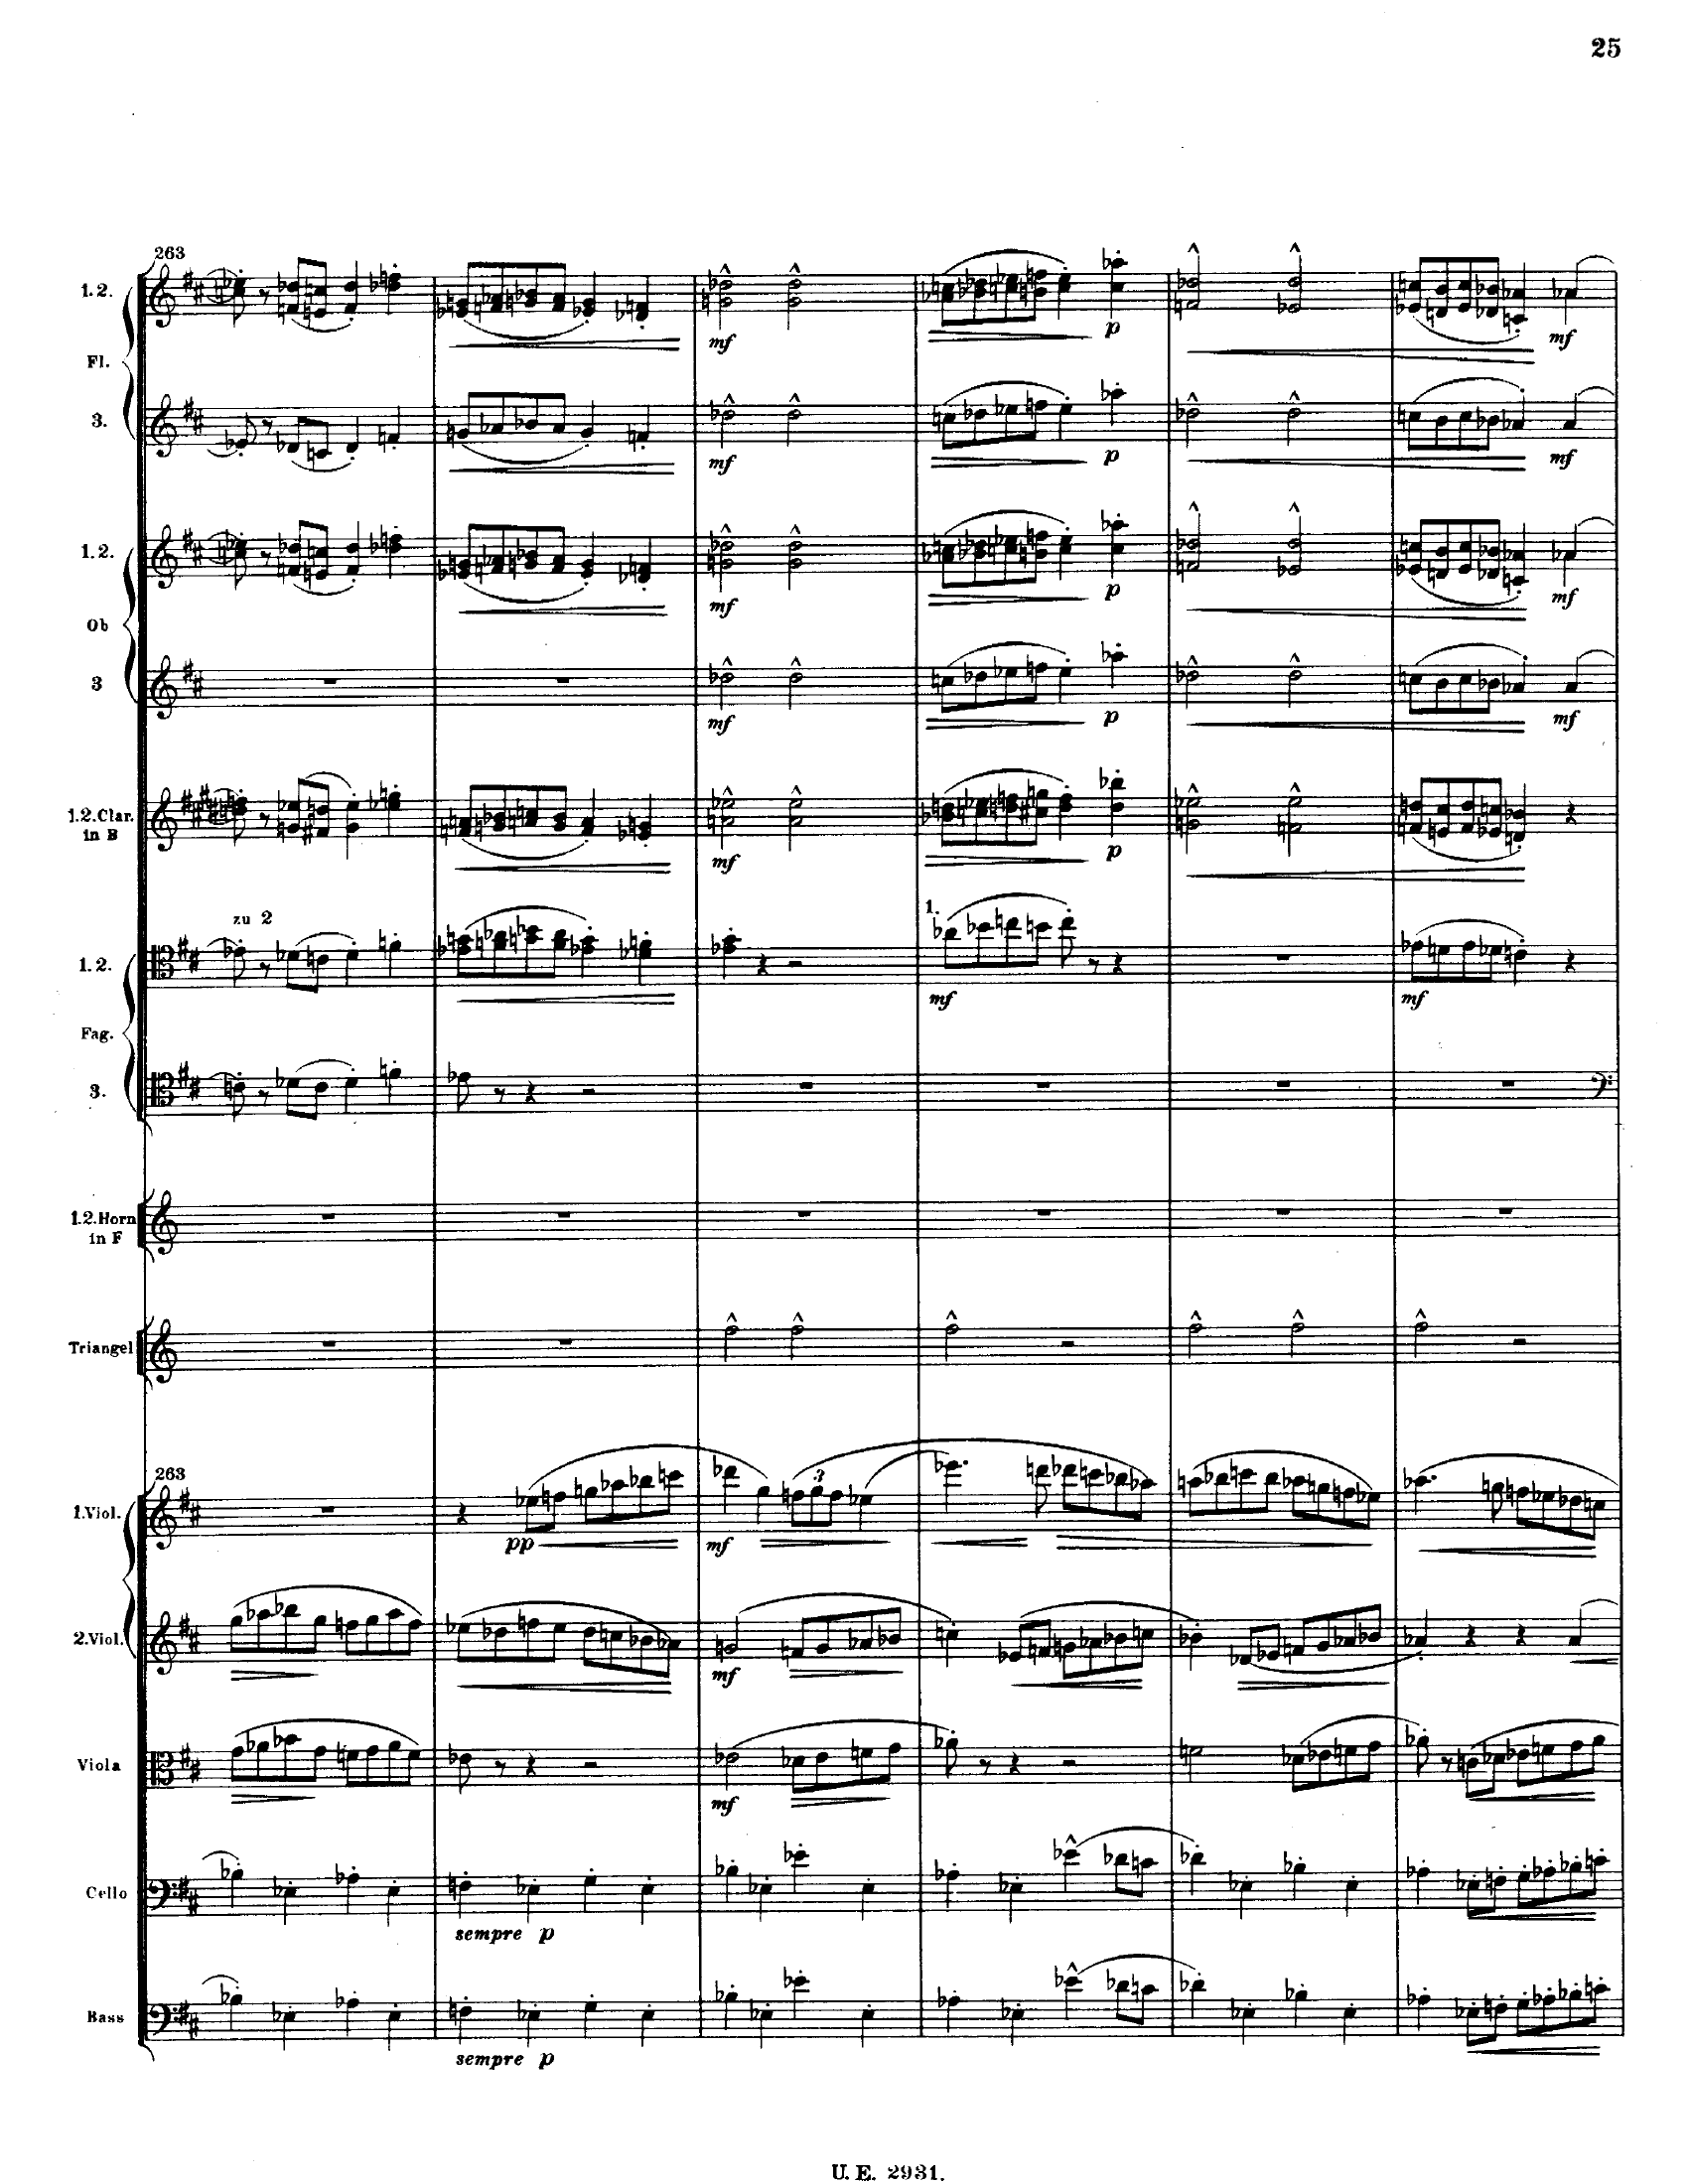 25
263
1.2.
Fl.
3.
mf
p
mf
mf
p
mf
1.2.
Ob
3
mf
p
mf
mf
p
mf
1.2.Clar.
in B
mf
p
zu 2
1.
1.2.
mf
mf
Fag.
3.
1.2.Horn
in F
Triangel
263
1.Viol.
3
pp
mf
2.Viol.
mf
Viola
mf
Cello
sempre p
Bass
sempre p
U. E. 2931.